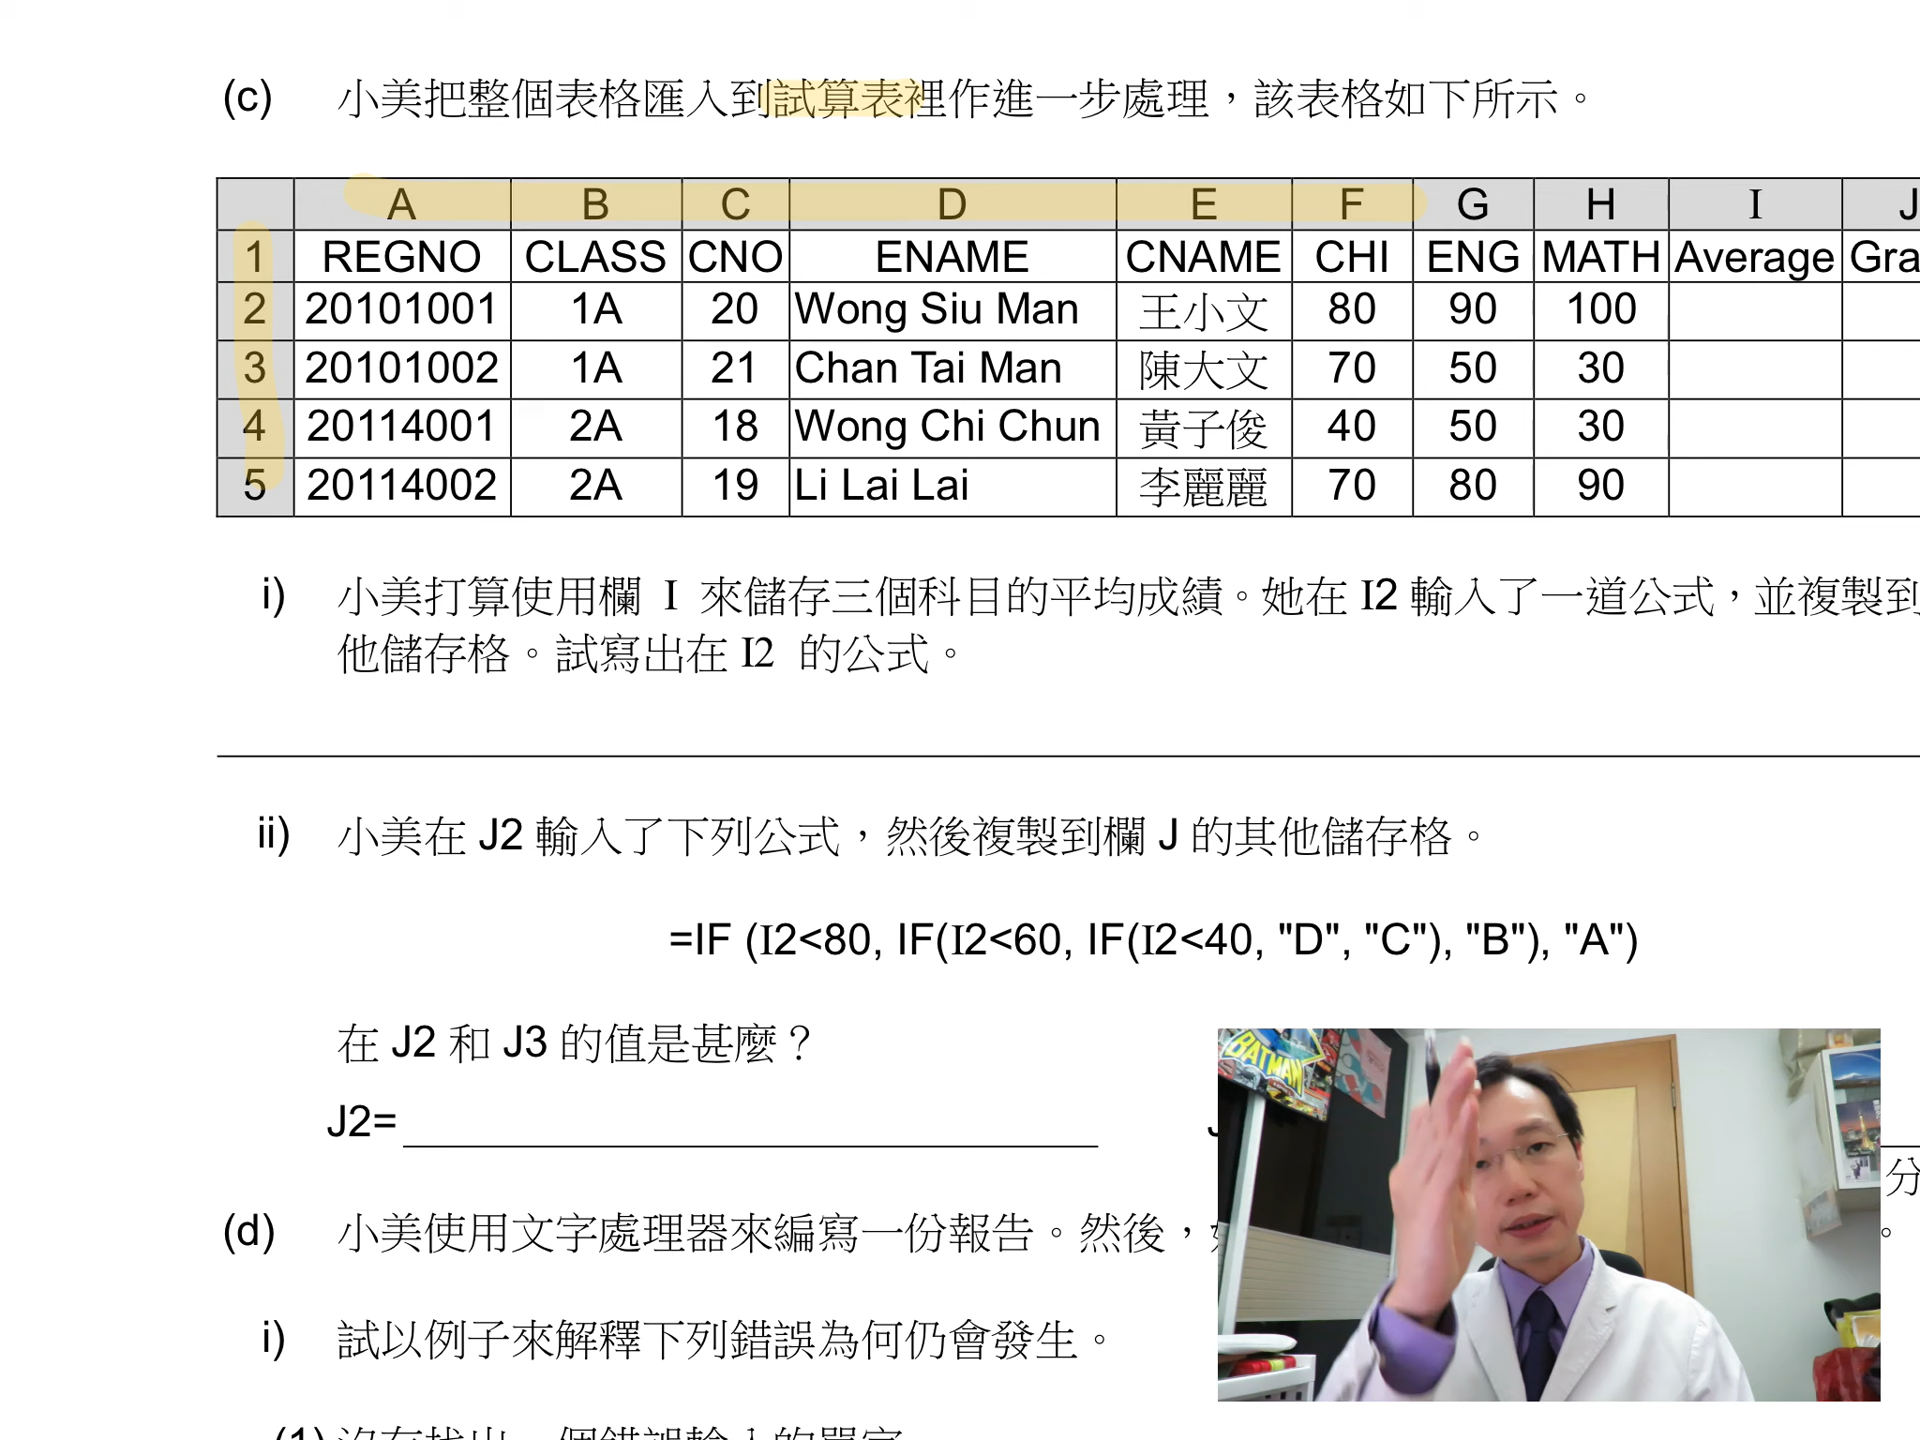 (c) 小美把整個表格匯入到試算表裡作進一步處理，該表格如下所示。
A B C D E F G H I J
1 REGNO CLASS CNO ENAME CNAME CHI ENG MATH Average Gra
2 20101001 1A 20 Wong Siu Man 王小文 80 90 100
3 20101002 1A 21 Chan Tai Man 陳大文 70 50 30
4 20114001 2A 18 Wong Chi Chun 黃子俊 40 50 30
5 20114002 2A 19 Li Lai Lai 李麗麗 70 80 90
i) 小美打算使用欄 I 來儲存三個科目的平均成績。她在 I2 輸入了一道公式，並複製到
他儲存格。試寫出在 I2 的公式。
ii) 小美在 J2 輸入了下列公式，然後複製到欄 J 的其他儲存格。
=IF (I2<80, IF(I2<60, IF(I2<40, "D", "C"), "B"), "A")
在 J2 和 J3 的值是甚麼？
J2=
BATMAN
分
(d) 小美使用文字處理器來編寫一份報告。然後，
。
i) 試以例子來解釋下列錯誤為何仍會發生。